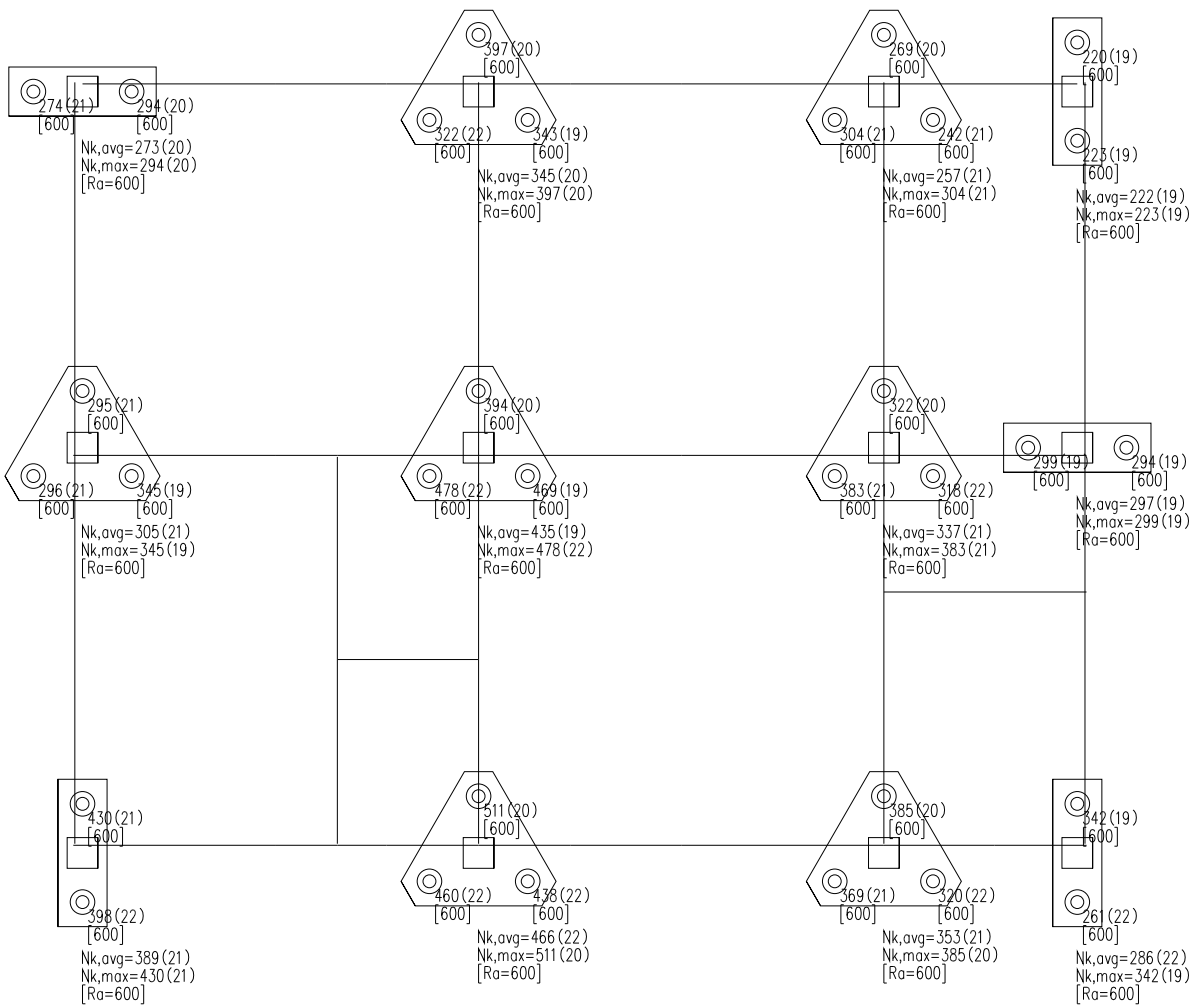 397(20)
[600]
269(20)
[600]
220(19)
[600]
274(21)
[600]
294(20)
[600]
322(22)
[600]
343(19)
[600]
304(21)
[600]
242(21)
[600]
223(19)
[600]
Nk,avg=273(20)
Nk,max=294(20)
[Ra=600]
Nk,avg=345(20)
Nk,max=397(20)
[Ra=600]
Nk,avg=257(21)
Nk,max=304(21)
[Ra=600]
Nk,avg=222(19)
Nk,max=223(19)
[Ra=600]
295(21)
[600]
394(20)
[600]
322(20)
[600]
299(19)
[600]
294(19)
[600]
296(21)
[600]
345(19)
[600]
478(22)
[600]
469(19)
[600]
383(21)
[600]
318(22)
[600]
Nk,avg=297(19)
Nk,max=299(19)
[Ra=600]
Nk,avg=305(21)
Nk,max=345(19)
[Ra=600]
Nk,avg=435(19)
Nk,max=478(22)
[Ra=600]
Nk,avg=337(21)
Nk,max=383(21)
[Ra=600]
430(21)
[600]
511(20)
[600]
385(20)
[600]
342(19)
[600]
398(22)
[600]
460(22)
[600]
438(22)
[600]
369(21)
[600]
320(22)
[600]
261(22)
[600]
Nk,avg=389(21)
Nk,max=430(21)
[Ra=600]
Nk,avg=466(22)
Nk,max=511(20)
[Ra=600]
Nk,avg=353(21)
Nk,max=385(20)
[Ra=600]
Nk,avg=286(22)
Nk,max=342(19)
[Ra=600]